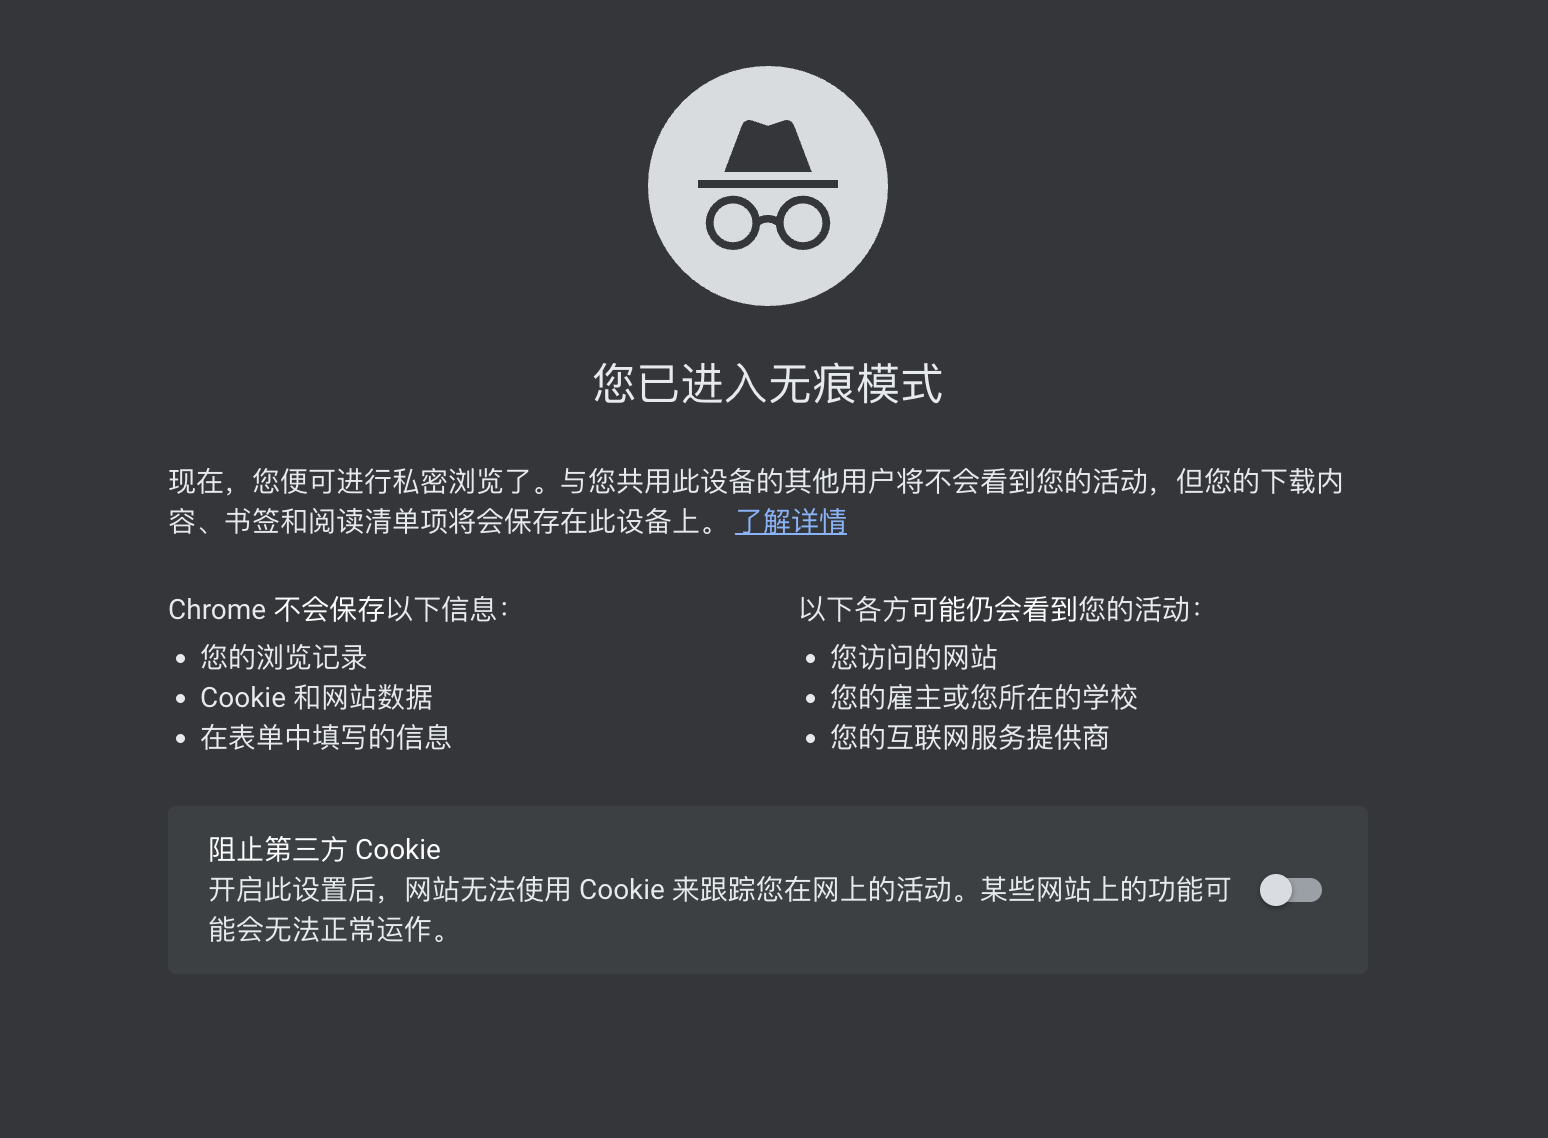 您已进入无痕模式
现在，您便可进行私密浏览了。与您共用此设备的其他用户将不会看到您的活动，但您的下载内
容、书签和阅读清单项将会保存在此设备上。 了解详情
Chrome 不会保存以下信息：
您的浏览记录
Cookie 和网站数据
在表单中填写的信息
以下各方可能仍会看到您的活动：
您访问的网站
您的雇主或您所在的学校
您的互联网服务提供商
阻止第三方 Cookie
开启此设置后，网站无法使用 Cookie 来跟踪您在网上的活动。某些网站上的功能可
能会无法正常运作。